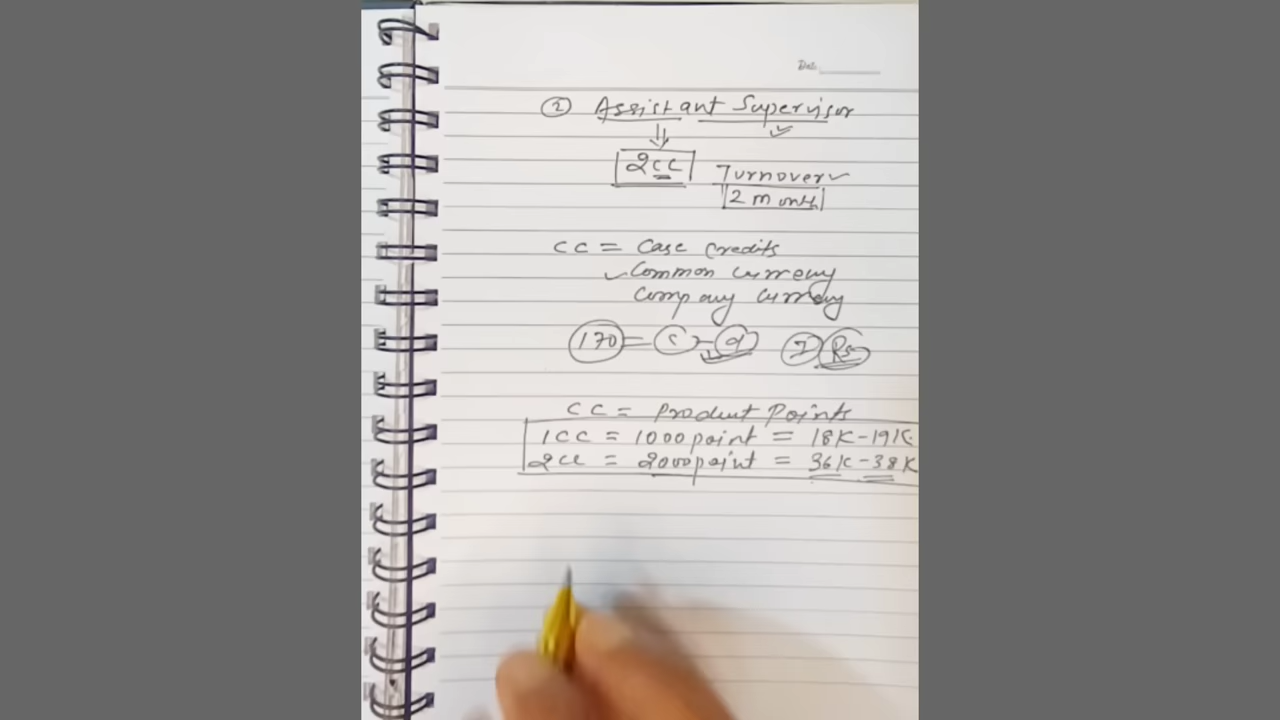 Date
② Assistant Supervisor
2CC Turnover
2 month
CC = Case Credits
Common currency
Company currency
170 = C - d I Rs
CC = Product Points
1CC = 1000 point = 18K-19K
2CC = 2000 point = 36K-38K